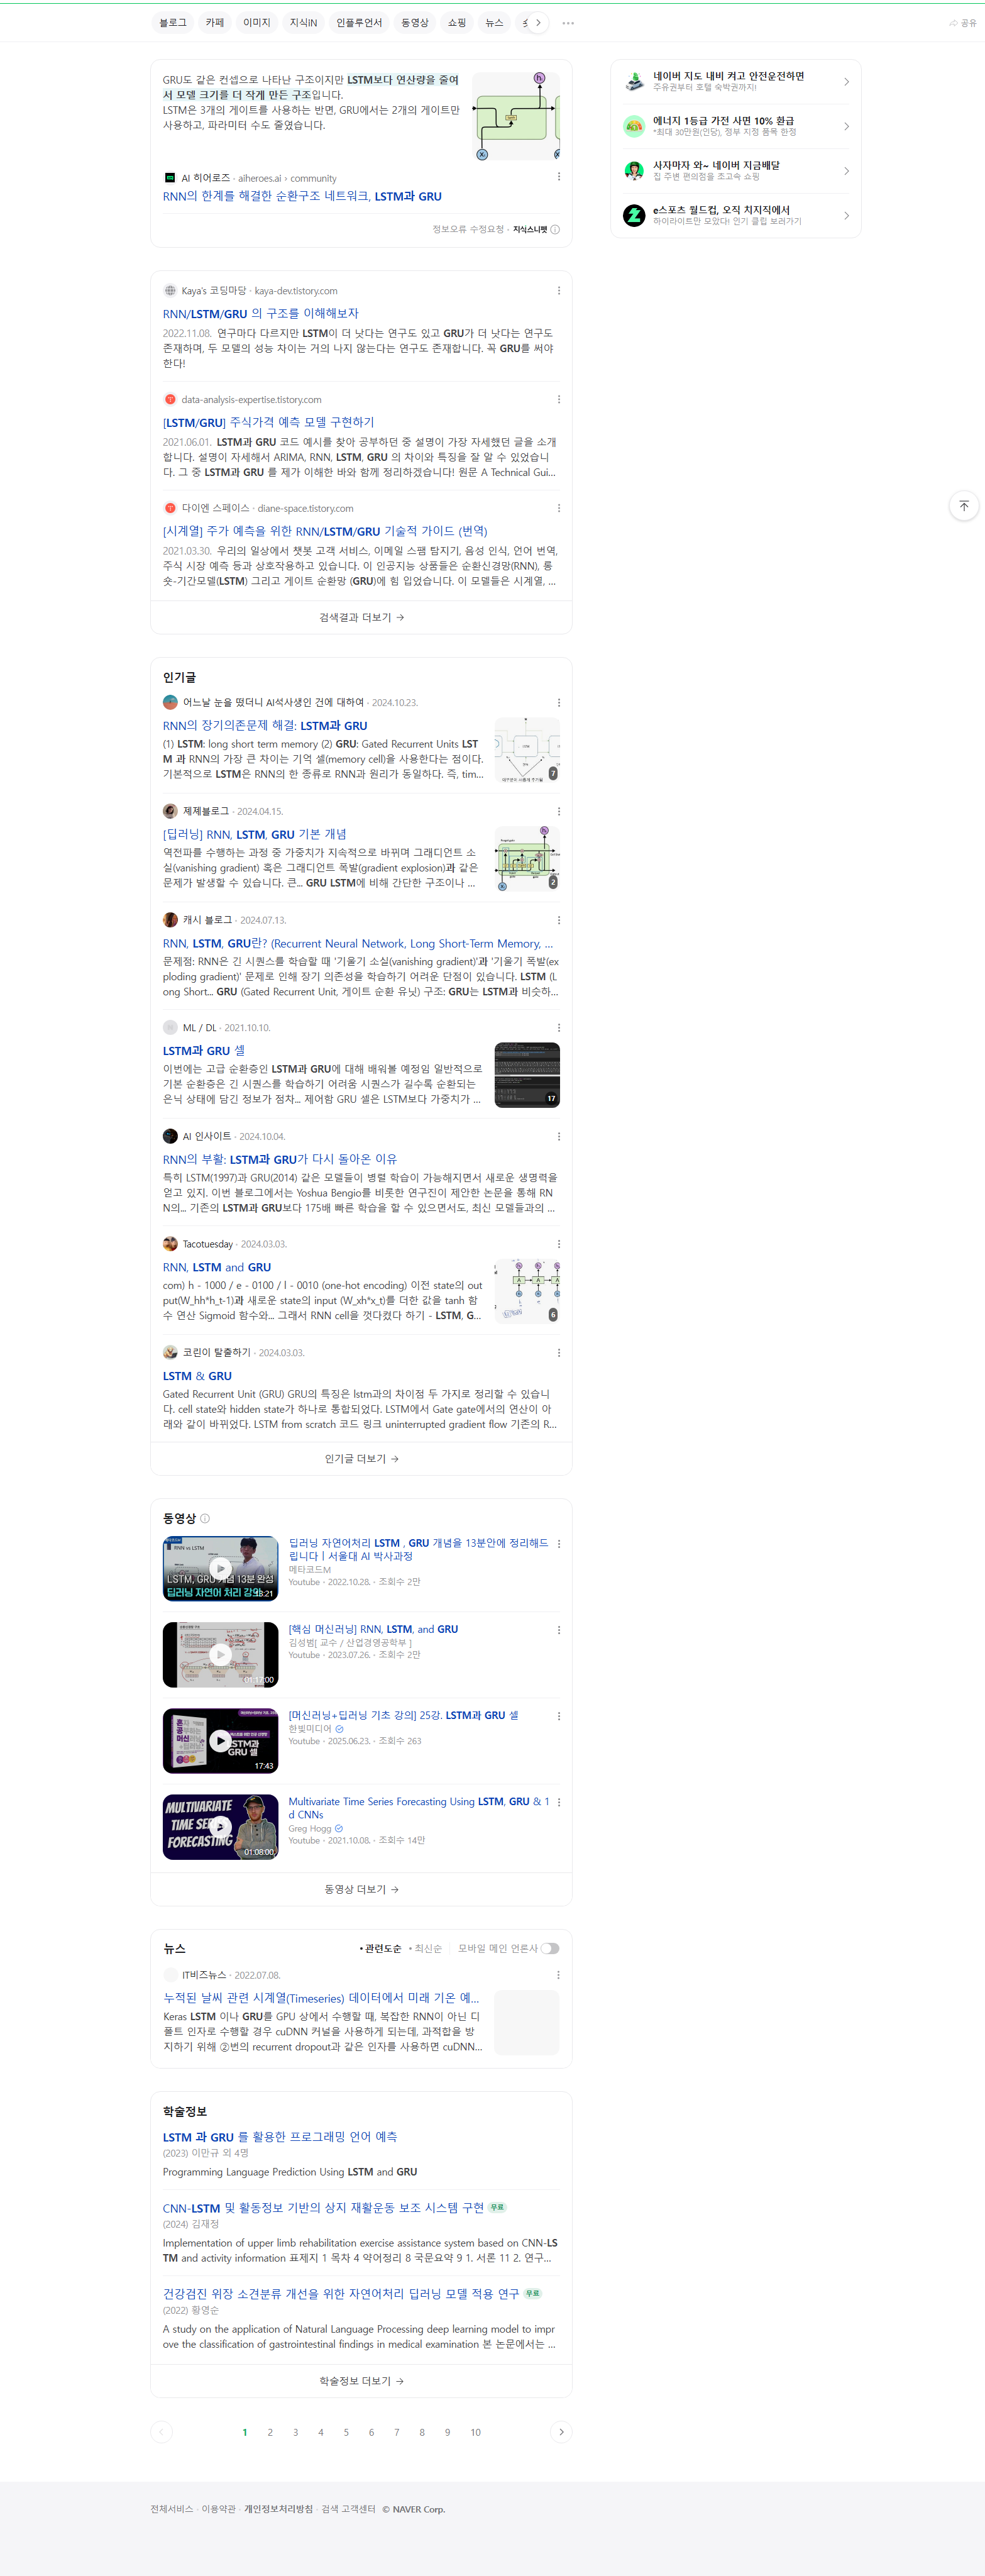 블로그
카페
이미지
지식iN
인플루언서
동영상
쇼핑
뉴스
공유
GRU도 같은 컨셉으로 나타난 구조이지만 LSTM보다 연산량을 줄여
서 모델 크기를 더 작게 만든 구조입니다.
LSTM은 3개의 게이트를 사용하는 반면, GRU에서는 2개의 게이트만
사용하고, 파라미터 수도 줄였습니다.
AI 히어로즈 · aiheroes.ai › community
RNN의 한계를 해결한 순환구조 네트워크, LSTM과 GRU
정보오류 수정요청 · 지식스니펫
네이버 지도 내비 켜고 안전운전하면
주유권부터 호텔 숙박권까지!
에너지 1등급 가전 사면 10% 환급
*최대 30만원(인당), 정부 지정 품목 한정
사자마자 와~ 네이버 지금배달
집 주변 편의점을 초고속 쇼핑
e스포츠 월드컵, 오직 치지직에서
하이라이트만 모았다! 인기 클립 보러가기
Kaya's 코딩마당 · kaya-dev.tistory.com
RNN/LSTM/GRU 의 구조를 이해해보자
2022.11.08. 연구마다 다르지만 LSTM이 더 낫다는 연구도 있고 GRU가 더 낫다는 연구도
존재하며, 두 모델의 성능 차이는 거의 나지 않는다는 연구도 존재합니다. 꼭 GRU를 써야
한다!
data-analysis-expertise.tistory.com
[LSTM/GRU] 주식가격 예측 모델 구현하기
2021.06.01. LSTM과 GRU 코드 예시를 찾아 공부하던 중 설명이 가장 자세했던 글을 소개
합니다. 설명이 자세해서 ARIMA, RNN, LSTM, GRU 의 차이와 특징을 잘 알 수 있었습니
다. 그 중 LSTM과 GRU 를 제가 이해한 바와 함께 정리하겠습니다! 원문 A Technical Gui...
다이엔 스페이스 · diane-space.tistory.com
[시계열] 주가 예측을 위한 RNN/LSTM/GRU 기술적 가이드 (번역)
2021.03.30. 우리의 일상에서 챗봇 고객 서비스, 이메일 스팸 탐지기, 음성 인식, 언어 번역,
주식 시장 예측 등과 상호작용하고 있습니다. 이 인공지능 상품들은 순환신경망(RNN), 롱
숏-기간모델(LSTM) 그리고 게이트 순환망 (GRU)에 힘 입었습니다. 이 모델들은 시계열, ...
검색결과 더보기
인기글
어느날 눈을 떴더니 AI석사생인 건에 대하여 · 2024.10.23.
RNN의 장기의존문제 해결: LSTM과 GRU
(1) LSTM: long short term memory (2) GRU: Gated Recurrent Units LST
M 과 RNN의 가장 큰 차이는 기억 셀(memory cell)을 사용한다는 점이다.
기본적으로 LSTM은 RNN의 한 종류로 RNN과 원리가 동일하다. 즉, tim...
7
제제블로그 · 2024.04.15.
[딥러닝] RNN, LSTM, GRU 기본 개념
역전파를 수행하는 과정 중 가중치가 지속적으로 바뀌며 그래디언트 소
실(vanishing gradient) 혹은 그래디언트 폭발(gradient explosion)과 같은
문제가 발생할 수 있습니다. 큰... GRU LSTM에 비해 간단한 구조이나 ...
2
캐시 블로그 · 2024.07.13.
RNN, LSTM, GRU란? (Recurrent Neural Network, Long Short-Term Memory, ...
문제점: RNN은 긴 시퀀스를 학습할 때 '기울기 소실(vanishing gradient)'과 '기울기 폭발(ex
ploding gradient)' 문제로 인해 장기 의존성을 학습하기 어려운 단점이 있습니다. LSTM (L
ong Short... GRU (Gated Recurrent Unit, 게이트 순환 유닛) 구조: GRU는 LSTM과 비슷하...
ML / DL · 2021.10.10.
LSTM과 GRU 셀
이번에는 고급 순환층인 LSTM과 GRU에 대해 배워볼 예정임 일반적으로
기본 순환층은 긴 시퀀스를 학습하기 어려움 시퀀스가 길수록 순환되는
은닉 상태에 담긴 정보가 점차... 제어함 GRU 셀은 LSTM보다 가중치가 ...
17
AI 인사이트 · 2024.10.04.
RNN의 부활: LSTM과 GRU가 다시 돌아온 이유
특히 LSTM(1997)과 GRU(2014) 같은 모델들이 병렬 학습이 가능해지면서 새로운 생명력을
얻고 있지. 이번 블로그에서는 Yoshua Bengio를 비롯한 연구진이 제안한 논문을 통해 RN
N의... 기존의 LSTM과 GRU보다 175배 빠른 학습을 할 수 있으면서도, 최신 모델들과의 ...
Tacotuesday · 2024.03.03.
RNN, LSTM and GRU
com) h - 1000 / e - 0100 / l - 0010 (one-hot encoding) 이전 state의 out
put(W_hh*h_t-1)과 새로운 state의 input (W_xh*x_t)를 더한 값을 tanh 함
수 연산 Sigmoid 함수와... 그래서 RNN cell을 껏다켰다 하기 - LSTM, G...
6
코린이 탈출하기 · 2024.03.03.
LSTM & GRU
Gated Recurrent Unit (GRU) GRU의 특징은 lstm과의 차이점 두 가지로 정리할 수 있습니
다. cell state와 hidden state가 하나로 통합되었다. LSTM에서 Gate gate에서의 연산이 아
래와 같이 바뀌었다. LSTM from scratch 코드 링크 uninterrupted gradient flow 기존의 R...
인기글 더보기
동영상
RNN vs LSTM
LSTM, GRU 개념 13분 완성
딥러닝 자연어 처리 강의
13:21
딥러닝 자연어처리 LSTM , GRU 개념을 13분안에 정리해드
립니다 | 서울대 AI 박사과정
메타코드M
Youtube · 2022.10.28. · 조회수 2만
01:17:00
[핵심 머신러닝] RNN, LSTM, and GRU
김성범[ 교수 / 산업경영공학부 ]
Youtube · 2023.07.26. · 조회수 2만
LSTM과
GRU 셀
17:43
[머신러닝+딥러닝 기초 강의] 25강. LSTM과 GRU 셀
한빛미디어
Youtube · 2025.06.23. · 조회수 263
MULTIVARIATE
TIME SERIES
FORECASTING
01:08:00
Multivariate Time Series Forecasting Using LSTM, GRU & 1
d CNNs
Greg Hogg
Youtube · 2021.10.08. · 조회수 14만
동영상 더보기
뉴스
관련도순
최신순
모바일 메인 언론사
IT비즈뉴스 · 2022.07.08.
누적된 날씨 관련 시계열(Timeseries) 데이터에서 미래 기온 예...
Keras LSTM 이나 GRU를 GPU 상에서 수행할 때, 복잡한 RNN이 아닌 디
폴트 인자로 수행할 경우 cuDNN 커널을 사용하게 되는데, 과적합을 방
지하기 위해 ②번의 recurrent dropout과 같은 인자를 사용하면 cuDNN...
학술정보
LSTM 과 GRU 를 활용한 프로그래밍 언어 예측
(2023) 이만규 외 4명
Programming Language Prediction Using LSTM and GRU
CNN-LSTM 및 활동정보 기반의 상지 재활운동 보조 시스템 구현 무료
(2024) 김재정
Implementation of upper limb rehabilitation exercise assistance system based on CNN-LS
TM and activity information 표제지 1 목차 4 약어정리 8 국문요약 9 1. 서론 11 2. 연구...
건강검진 위장 소견분류 개선을 위한 자연어처리 딥러닝 모델 적용 연구 무료
(2022) 황영순
A study on the application of Natural Language Processing deep learning model to impr
ove the classification of gastrointestinal findings in medical examination 본 논문에서는 ...
학술정보 더보기
1 2 3 4 5 6 7 8 9 10
전체서비스 · 이용약관 · 개인정보처리방침 · 검색 고객센터 © NAVER Corp.